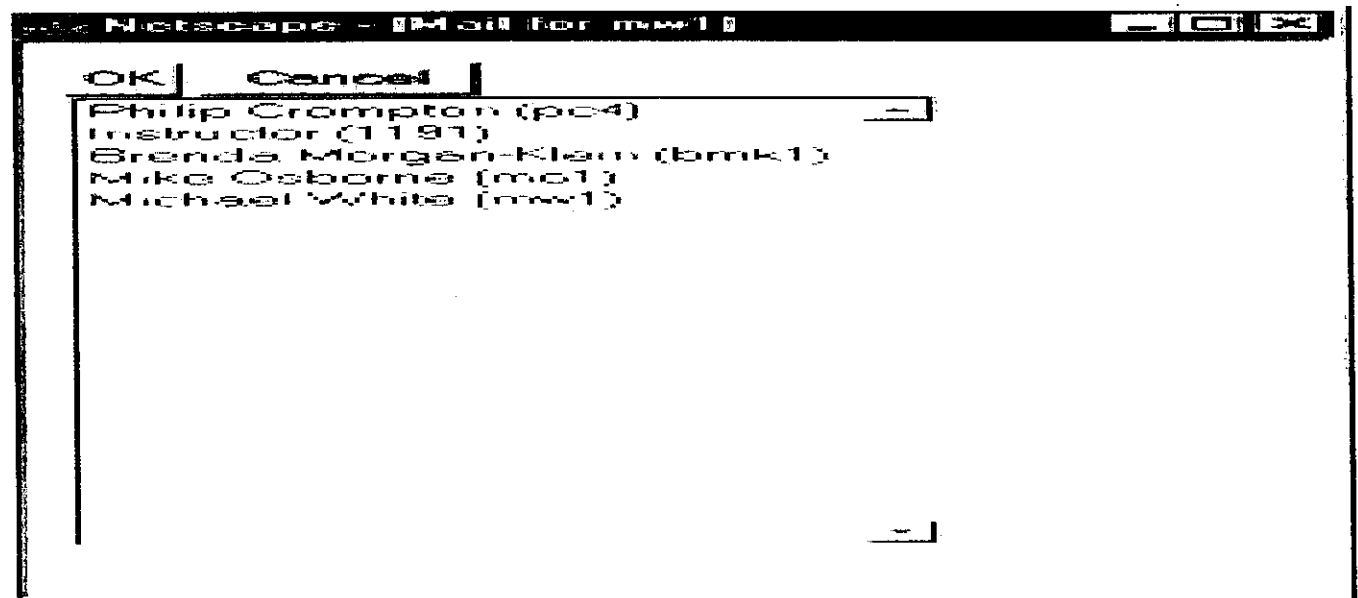 Netscape - [Mail for mw1]
OK Cancel
Philip Crompton (pc4)
Instructor (1191)
Brenda Morgan-Klein (bmk1)
Mike Osborne (mo1)
Michael White (mw1)